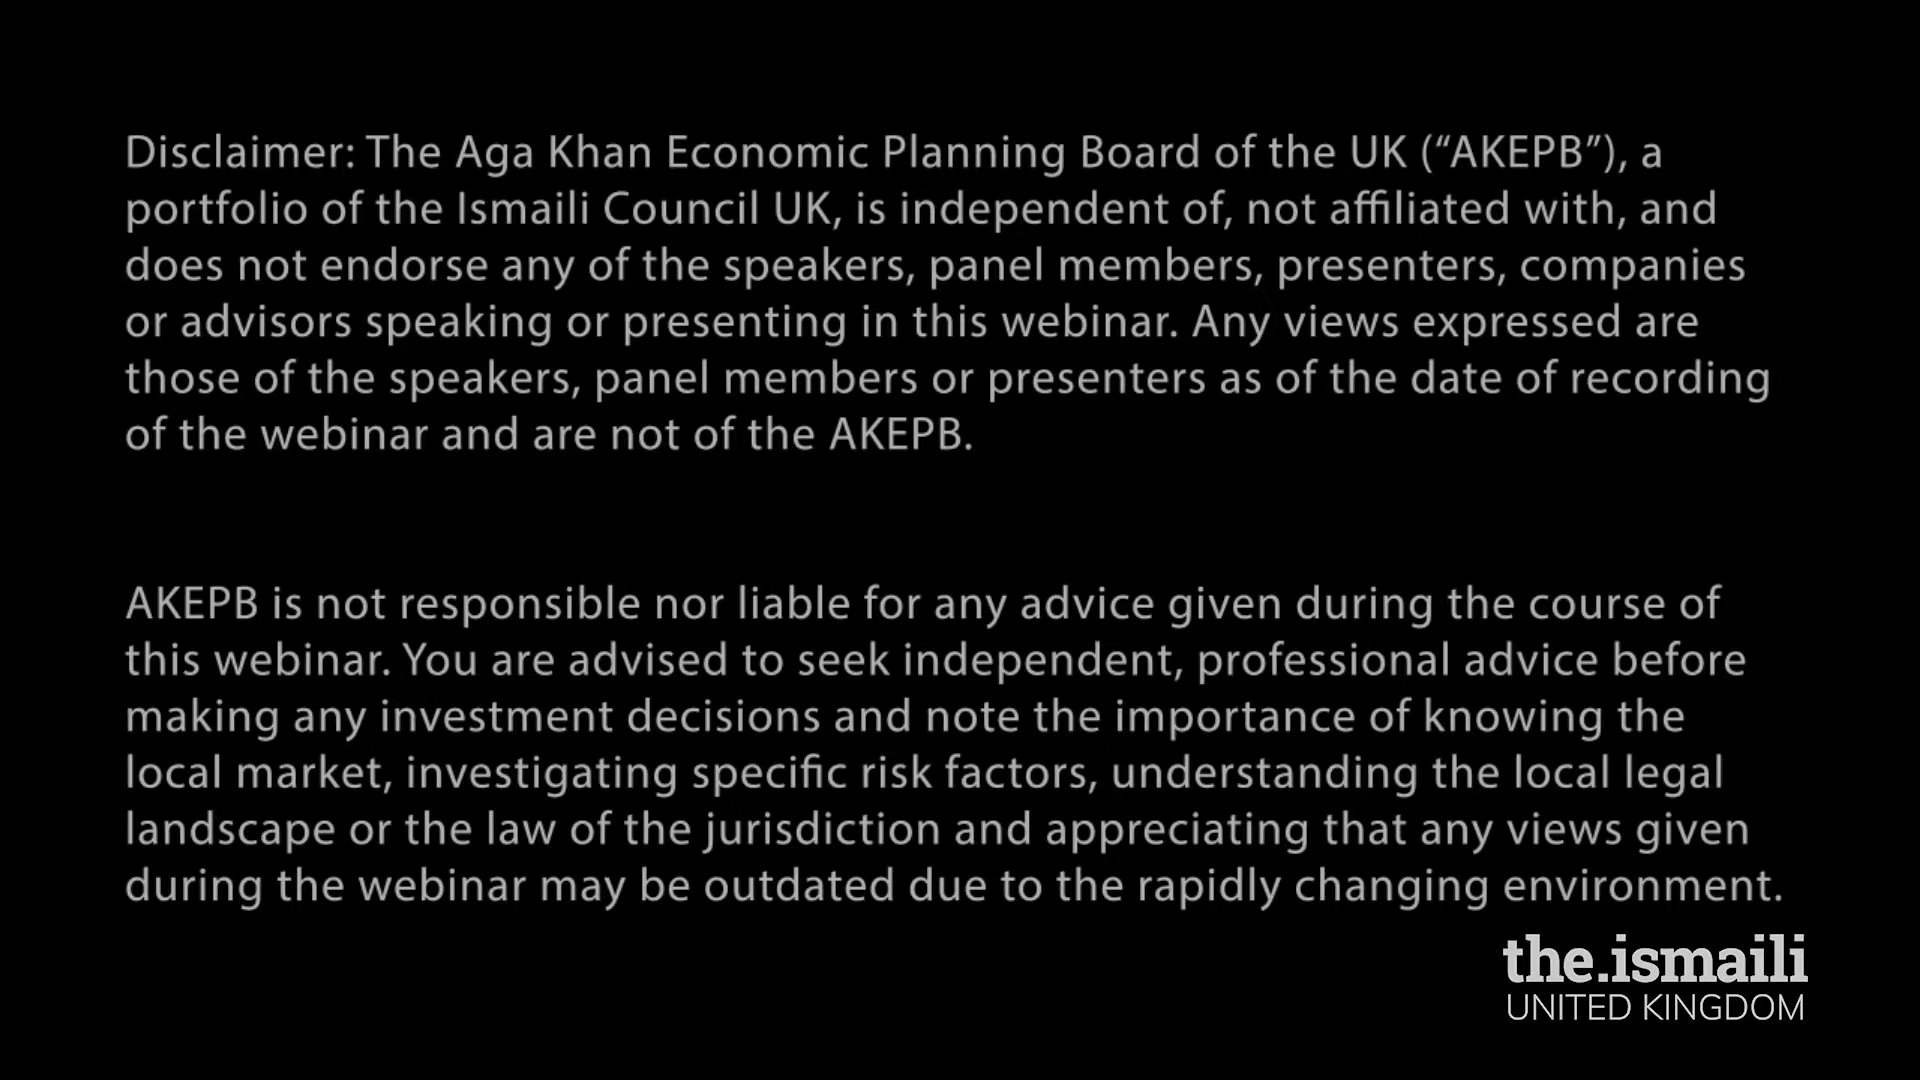 Disclaimer: The Aga Khan Economic Planning Board of the UK (“AKEPB”), a
portfolio of the Ismaili Council UK, is independent of, not affiliated with, and
does not endorse any of the speakers, panel members, presenters, companies
or advisors speaking or presenting in this webinar. Any views expressed are
those of the speakers, panel members or presenters as of the date of recording
of the webinar and are not of the AKEPB.
AKEPB is not responsible nor liable for any advice given during the course of
this webinar. You are advised to seek independent, professional advice before
making any investment decisions and note the importance of knowing the
local market, investigating specific risk factors, understanding the local legal
landscape or the law of the jurisdiction and appreciating that any views given
during the webinar may be outdated due to the rapidly changing environment.
the.ismaili
UNITED KINGDOM